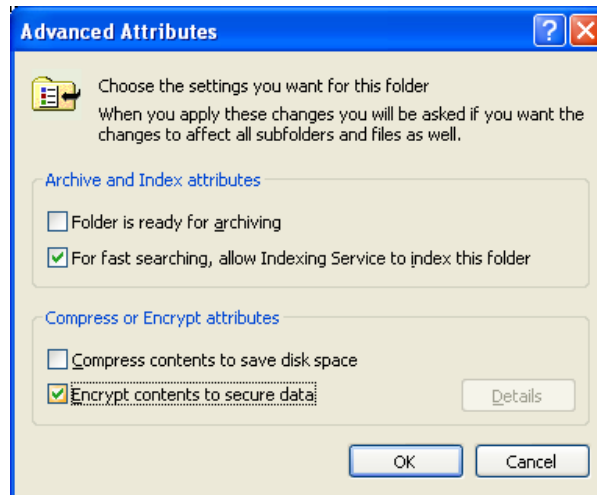 Advanced Attributes
Choose the settings you want for this folder
When you apply these changes you will be asked if you want the
changes to affect all subfolders and files as well.
Archive and Index attributes
Folder is ready for archiving
For fast searching, allow Indexing Service to index this folder
Compress or Encrypt attributes
Compress contents to save disk space
Encrypt contents to secure data
Details
OK
Cancel